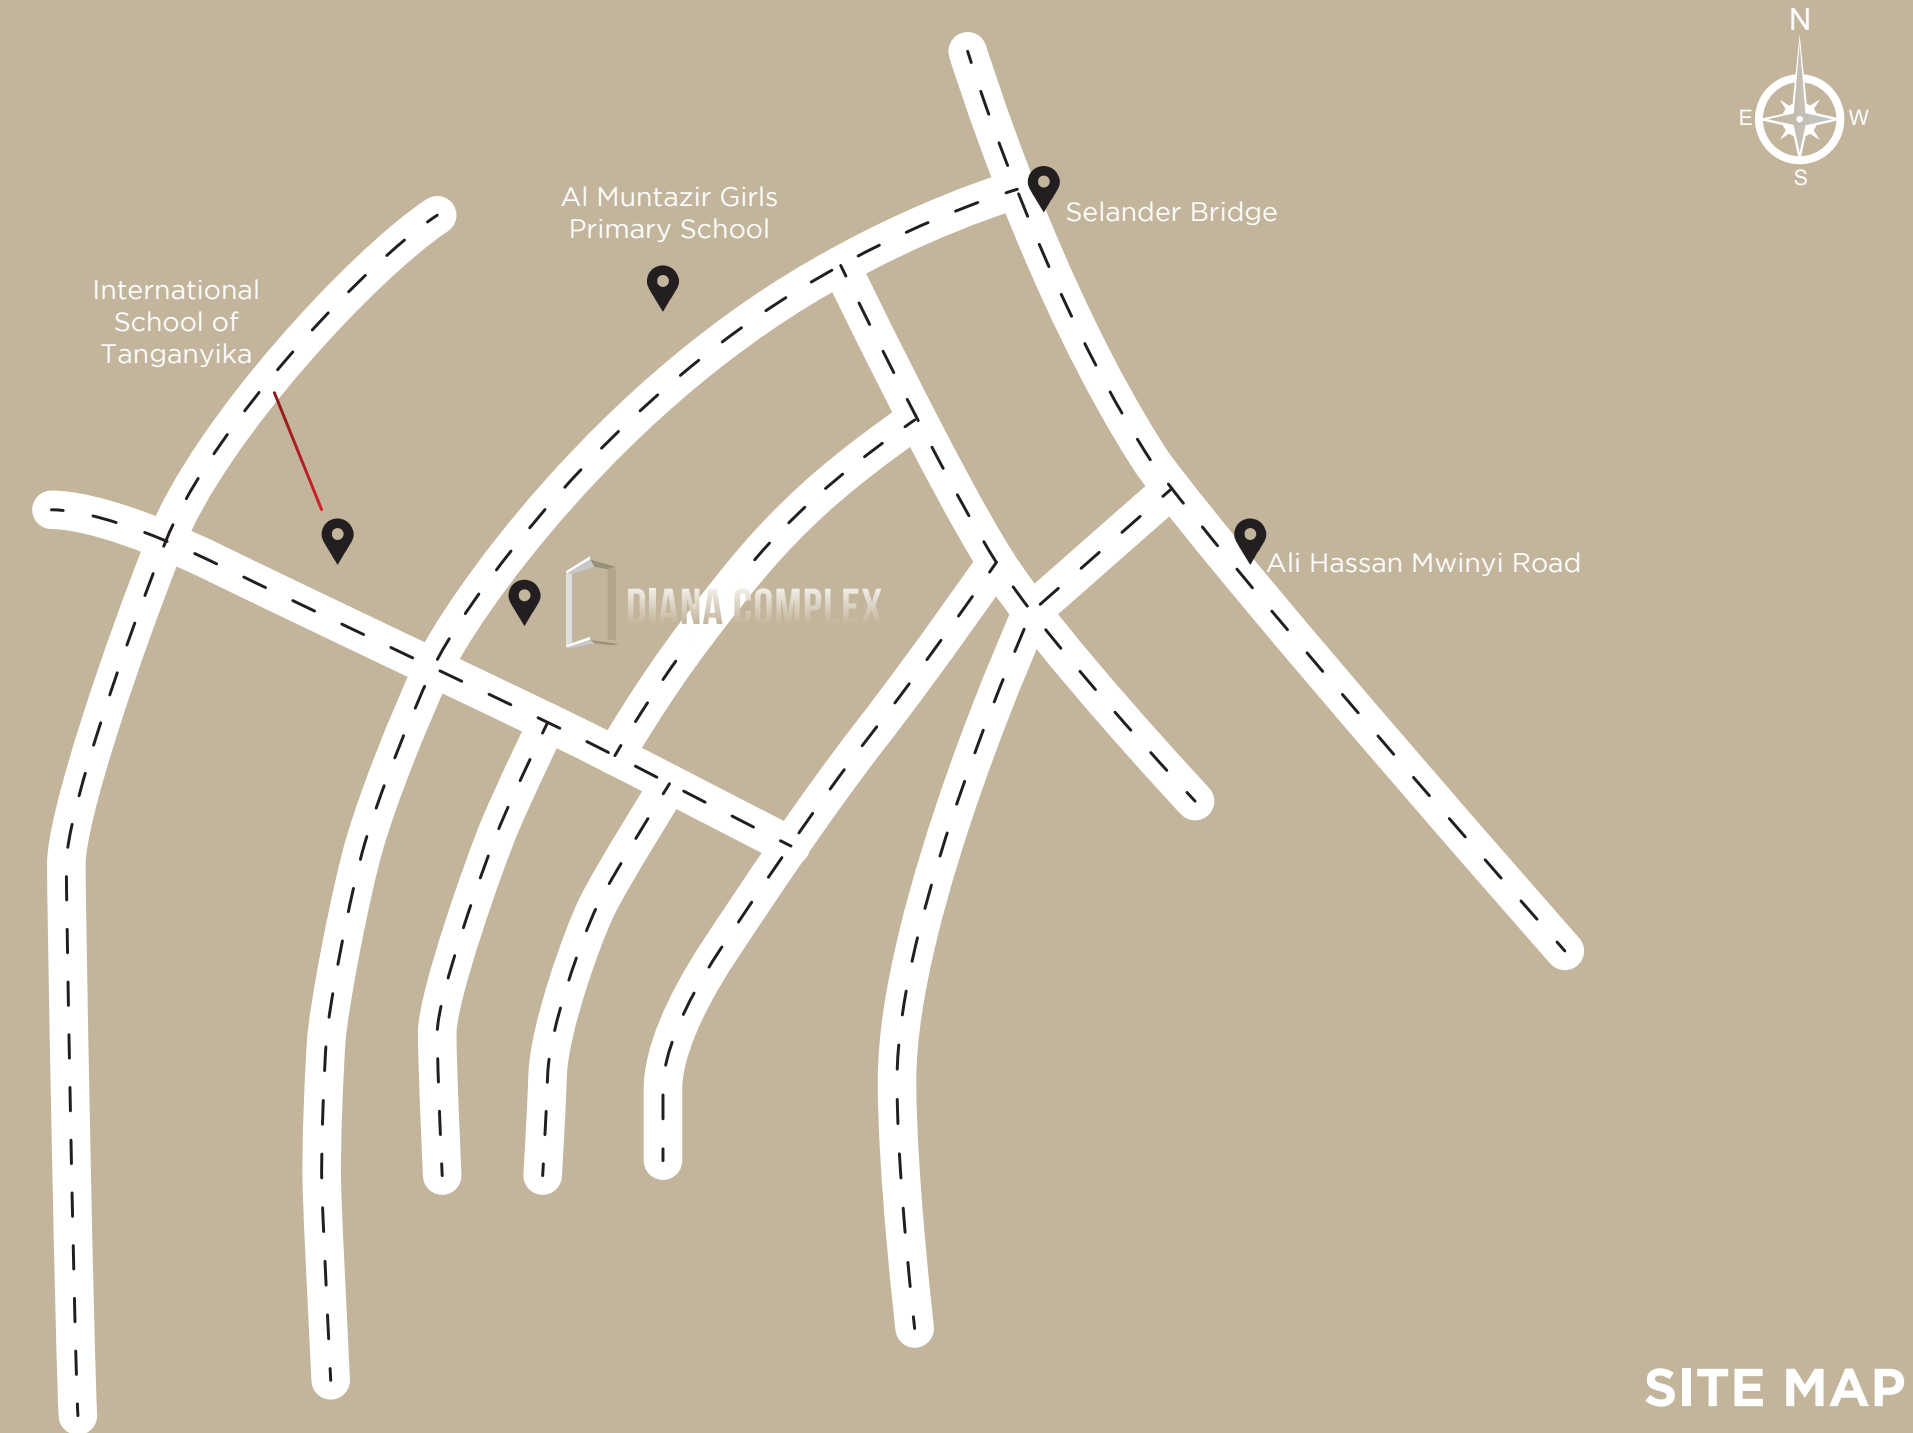 N
E
W
S
Al Muntazir Girls
Primary School
Selander Bridge
International
School of
Tanganyika
Ali Hassan Mwinyi Road
DIANA COMPLEX
SITE MAP